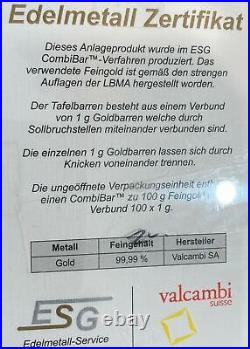 Edelmetall Zertifikat
Dieses Anlageprodukt wurde im ESG
CombiBar™-Verfahren produziert. Das
verwendete Feingold ist gemäß den strengen
Auflagen der LBMA hergestellt worden.
Der Tafelbarren besteht aus einem Verbund
von 1 g Goldbarren welche durch
Sollbruchstellen miteinander verbunden sind.
Die einzelnen 1 g Goldbarren lassen sich durch
Knicken voneinander trennen.
Die ungeöffnete Verpackungseinheit enthä
einen CombiBar™ zu 100 g Feingold
Verbund 100 x 1 g.
Metall Feingehalt Hersteller
Gold 99,99 % Valcambi SA
ESG
Edelmetall-Service
valcambi
suisse